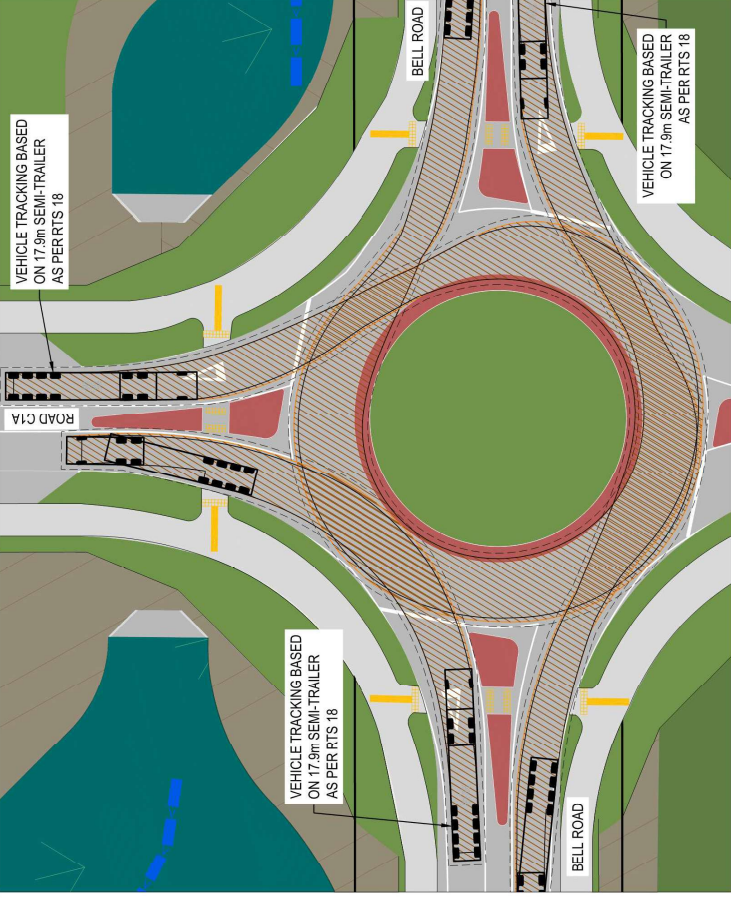 VEHICLE TRACKING BASED
ON 17.9m SEMI-TRAILER
AS PER RTS 18
BELL ROAD
VEHICLE TRACKING BASED
ON 17.9m SEMI-TRAILER
AS PER RTS 18
ROAD C1A
VEHICLE TRACKING BASED
ON 17.9m SEMI-TRAILER
AS PER RTS 18
BELL ROAD